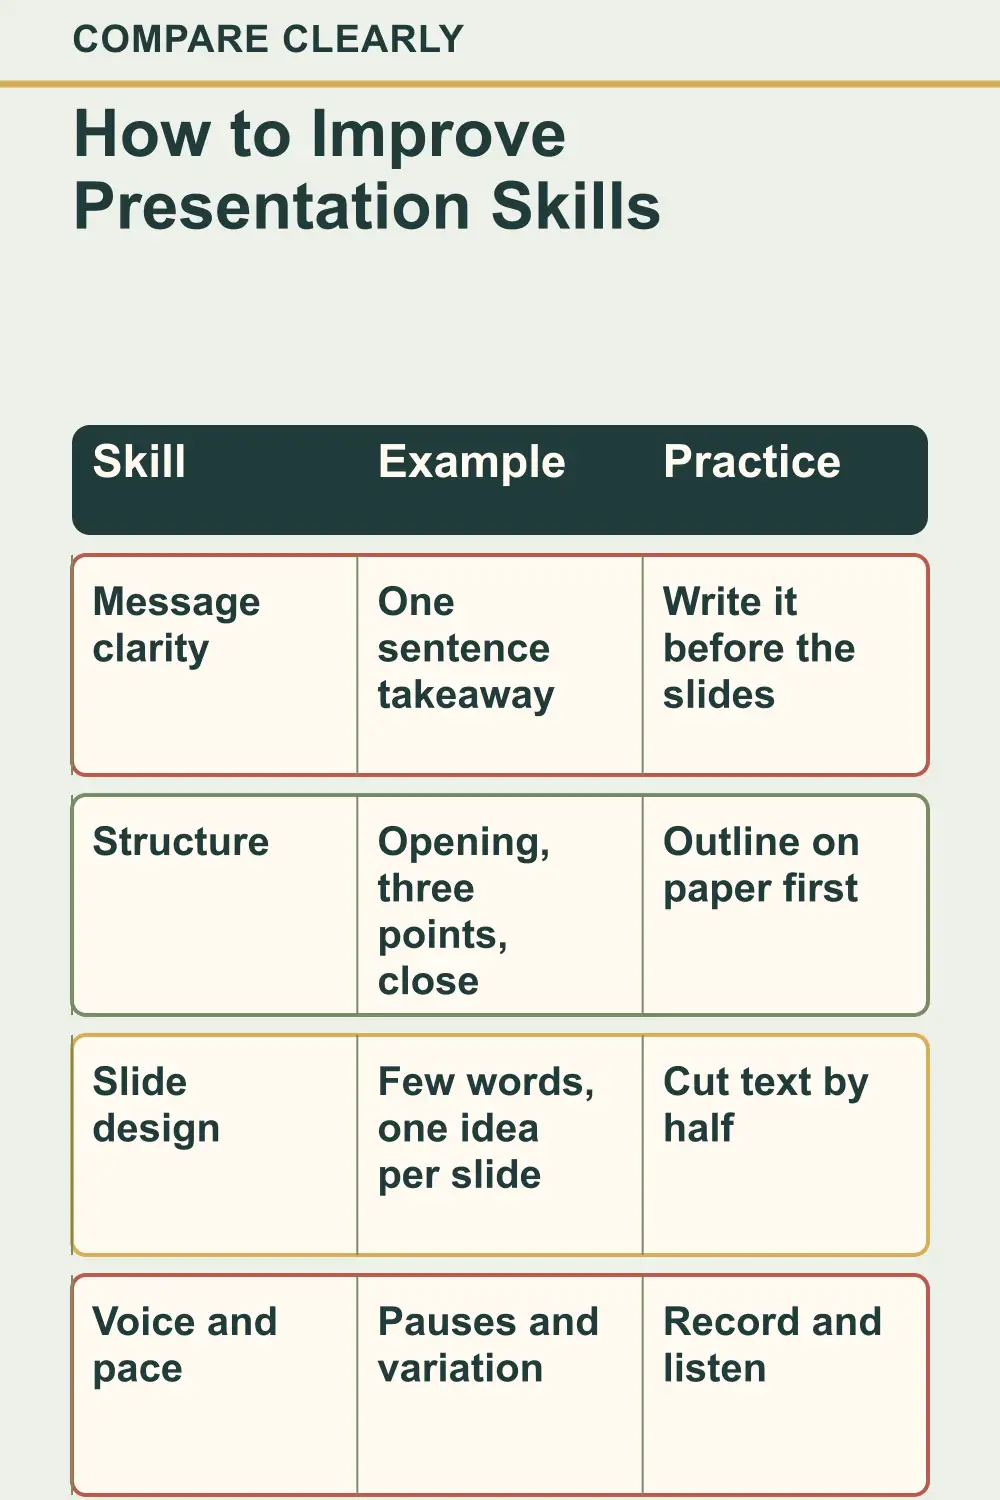 COMPARE CLEARLY
How to Improve
Presentation Skills
Skill Example Practice
Message
clarity
One
sentence
takeaway
Write it
before the
slides
Structure
Opening,
three
points,
close
Outline on
paper first
Slide
design
Few words,
one idea
per slide
Cut text by
half
Voice and
pace
Pauses and
variation
Record and
listen